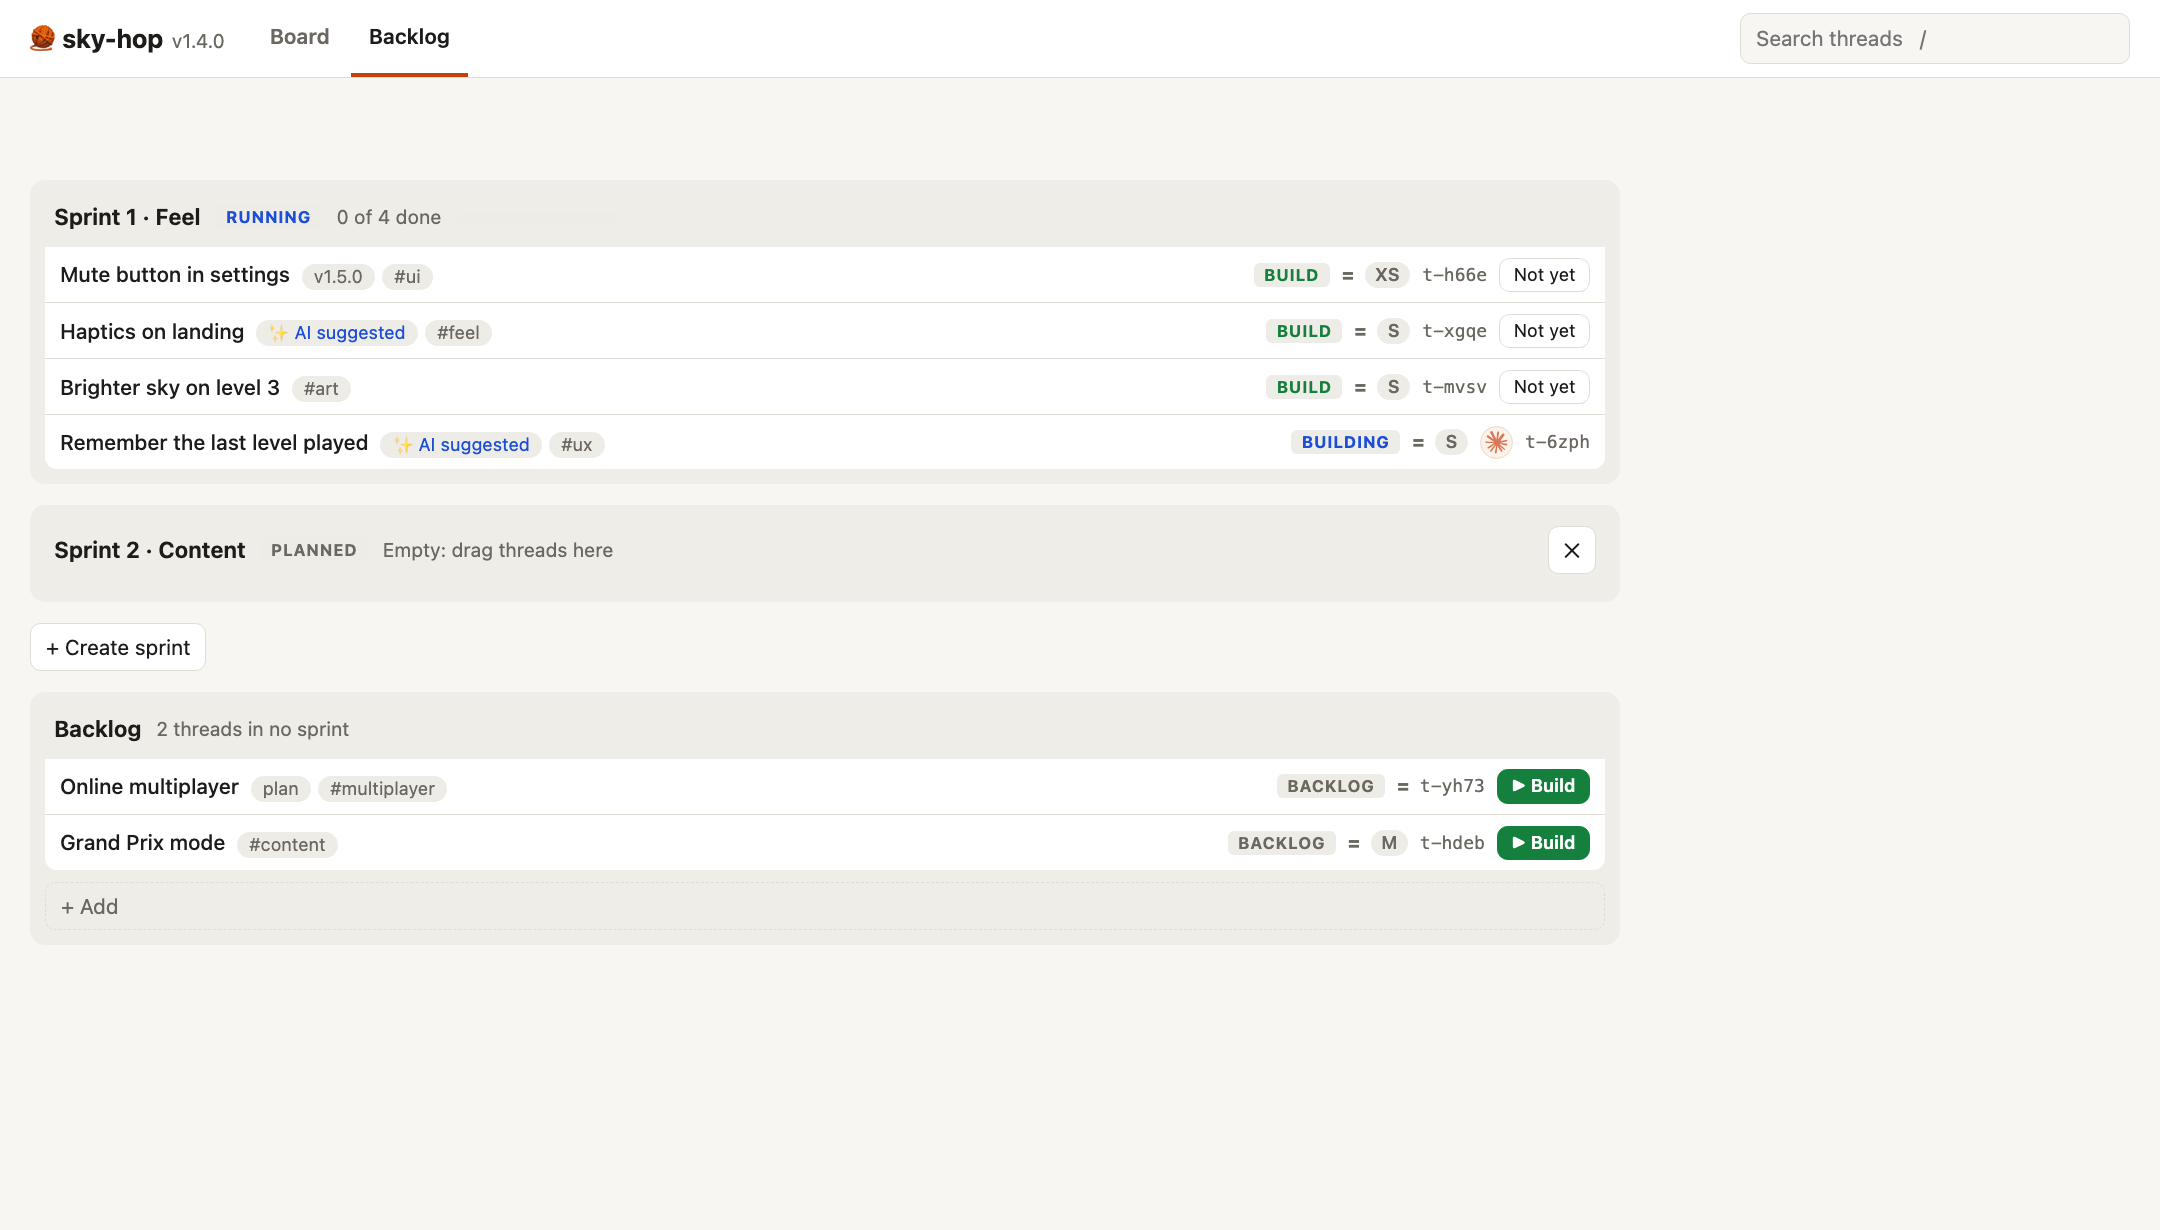 sky-hop v1.4.0 Board Backlog Search threads /
Sprint 1 · Feel RUNNING 0 of 4 done
Mute button in settings v1.5.0 #ui BUILD = XS t-h66e Not yet
Haptics on landing ✨ AI suggested #feel BUILD = S t-xgqe Not yet
Brighter sky on level 3 #art BUILD = S t-mvsv Not yet
Remember the last level played ✨ AI suggested #ux BUILDING = S t-6zph
Sprint 2 · Content PLANNED Empty: drag threads here ×
+ Create sprint
Backlog 2 threads in no sprint
Online multiplayer plan #multiplayer BACKLOG = t-yh73 ▶ Build
Grand Prix mode #content BACKLOG = M t-hdeb ▶ Build
+ Add